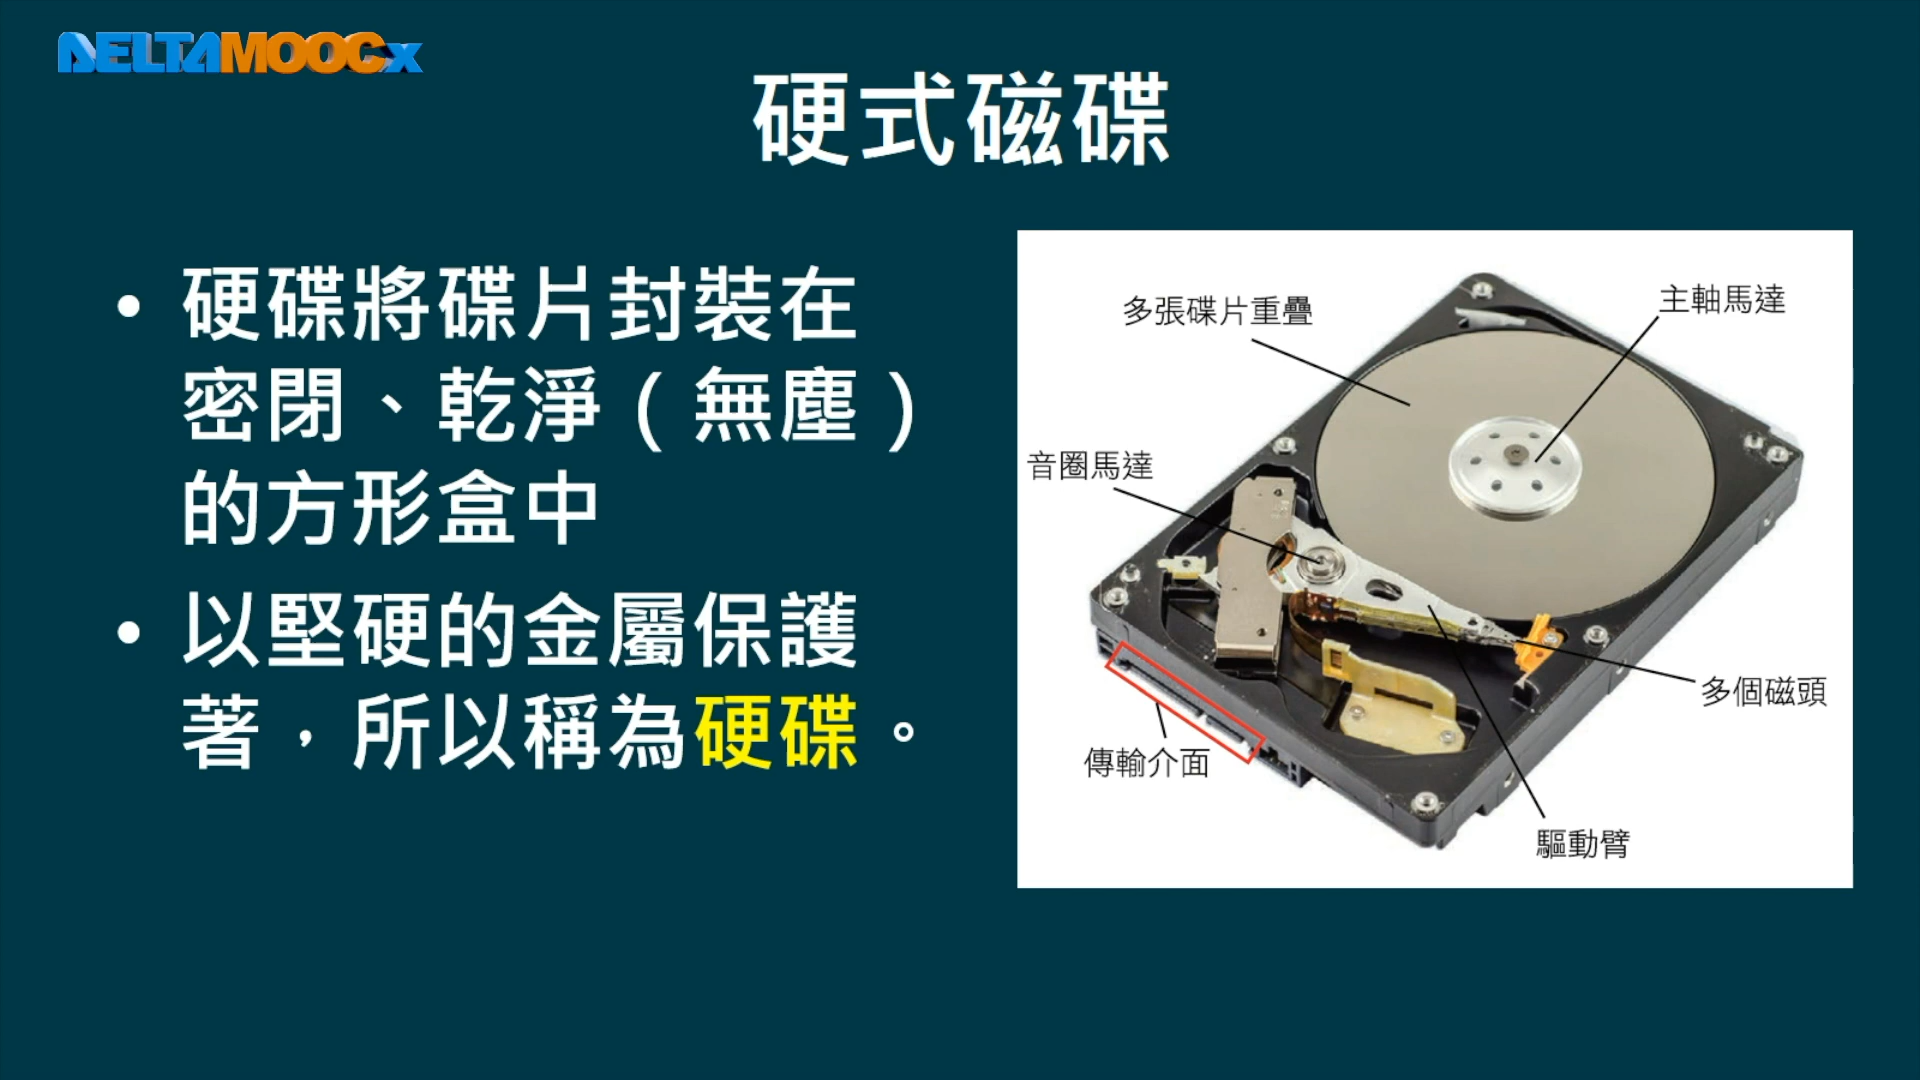 DELTAMOOCx
硬式磁碟
• 硬碟將碟片封裝在
密閉、乾淨(無塵)
的方形盒中
• 以堅硬的金屬保護
著，所以稱為硬碟。
多張碟片重疊
主軸馬達
音圈馬達
多個磁頭
傳輸介面
驅動臂